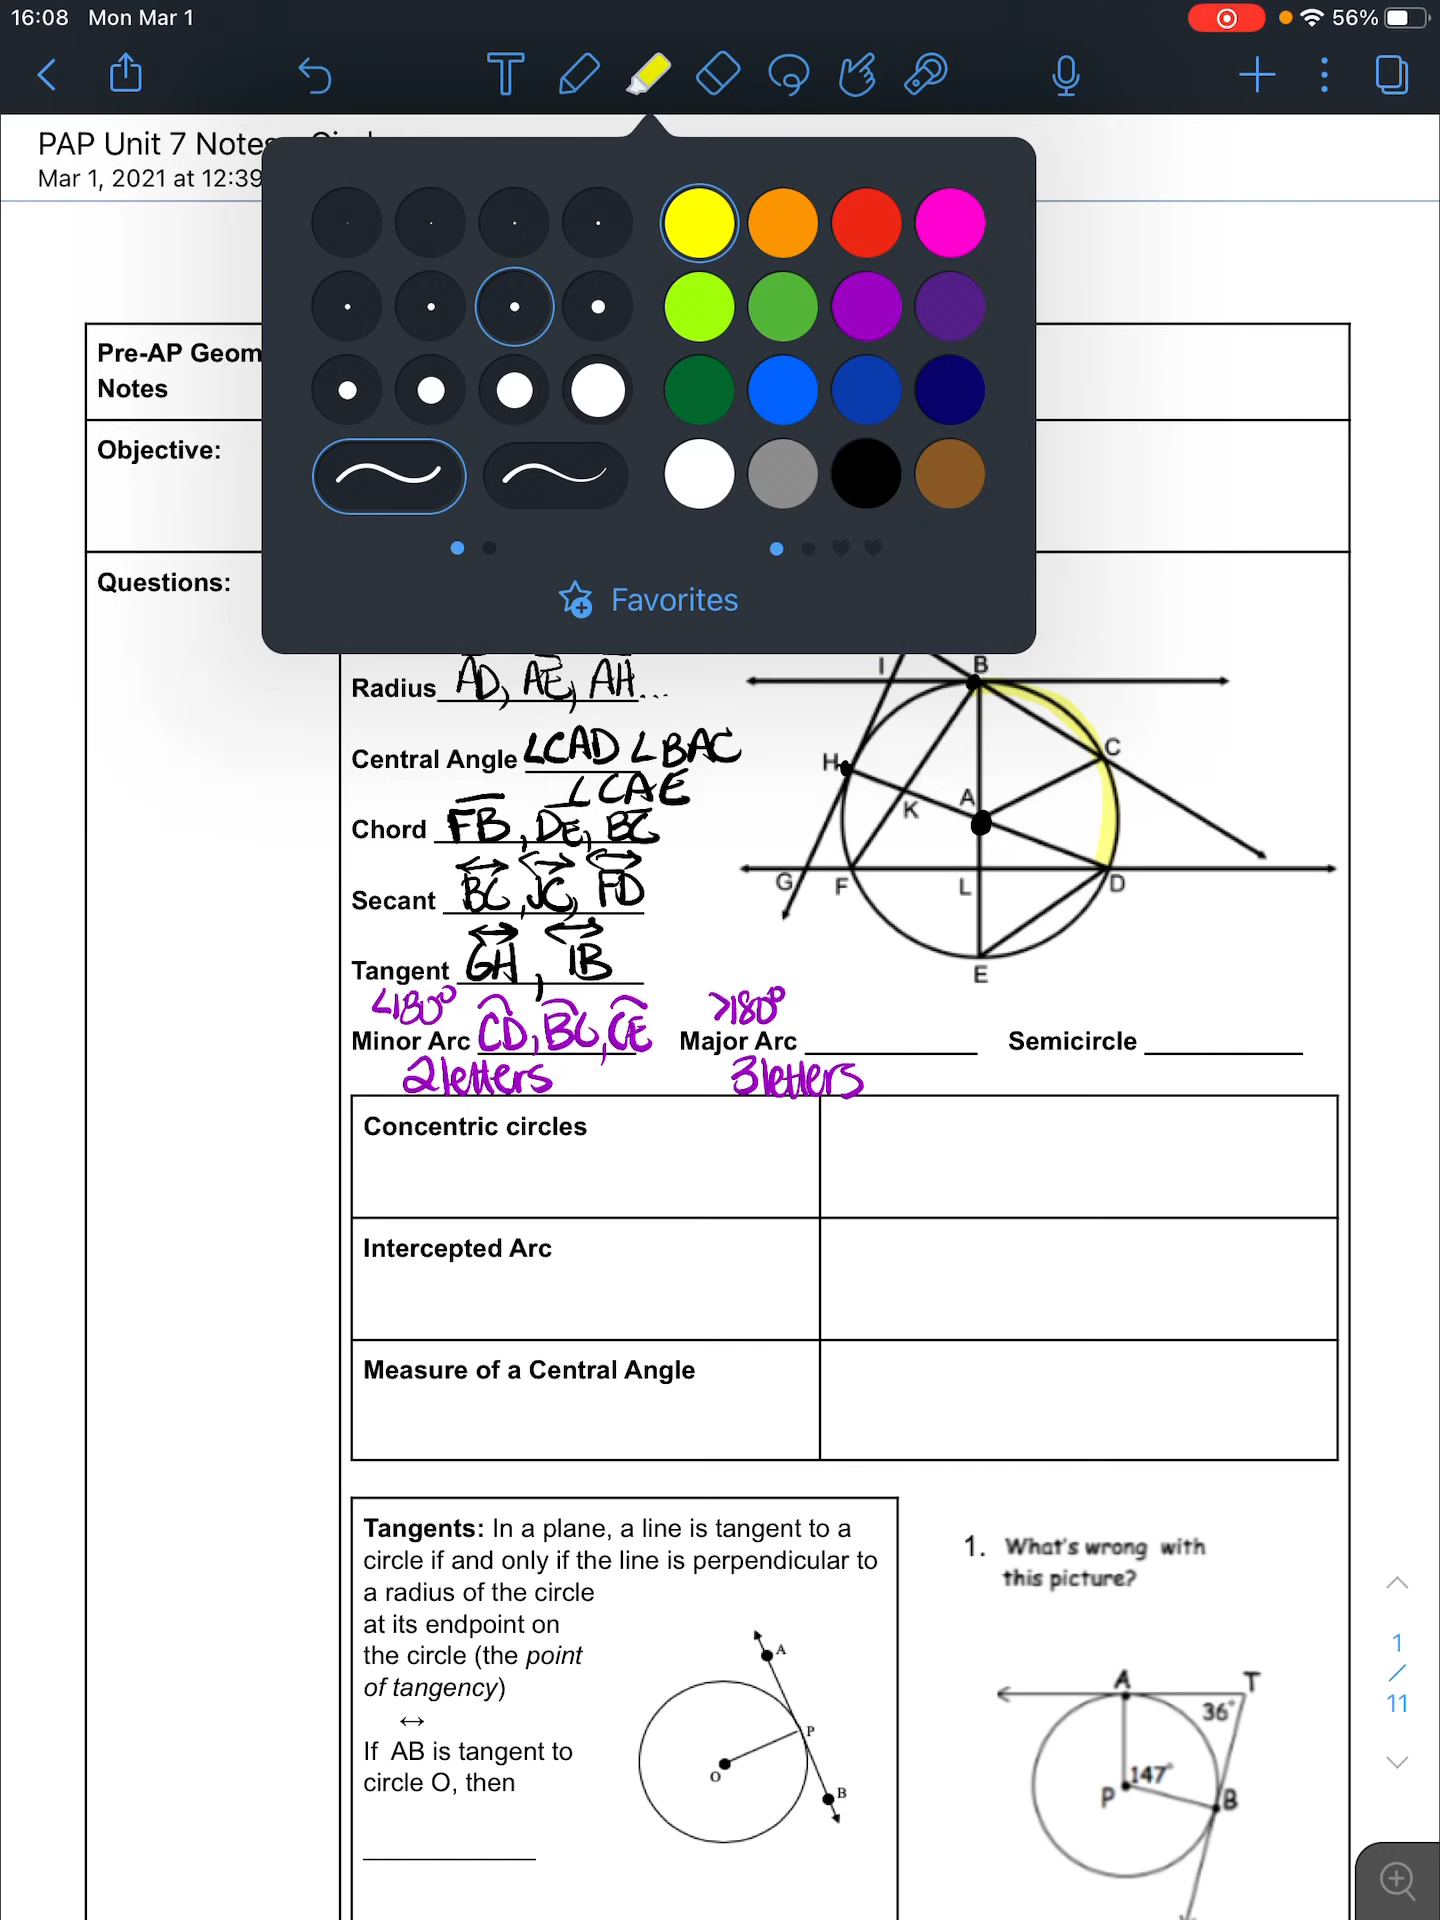 16:08 Mon Mar 1 56%
PAP Unit 7 Notes
Mar 1, 2021 at 12:39
Pre-AP Geom
Notes
Objective:
Questions:
Favorites
Radius AD, AE, AH...
Central Angle ∠CAD ∠BAC
∠CAE
Chord FB, DE, BC
Secant BC, JC, FD
Tangent GH, IB
<180° >180°
Minor Arc CD, BC, CE Major Arc Semicircle
2 letters 3 letters
I B
H C
K A
G F L D
E
Concentric circles
Intercepted Arc
Measure of a Central Angle
Tangents: In a plane, a line is tangent to a
circle if and only if the line is perpendicular to
a radius of the circle
at its endpoint on
the circle (the point
of tangency)
↔
If AB is tangent to
circle O, then
A
P
O
B
1. What's wrong with
this picture?
A T
36°
147°
P B
1
/
11